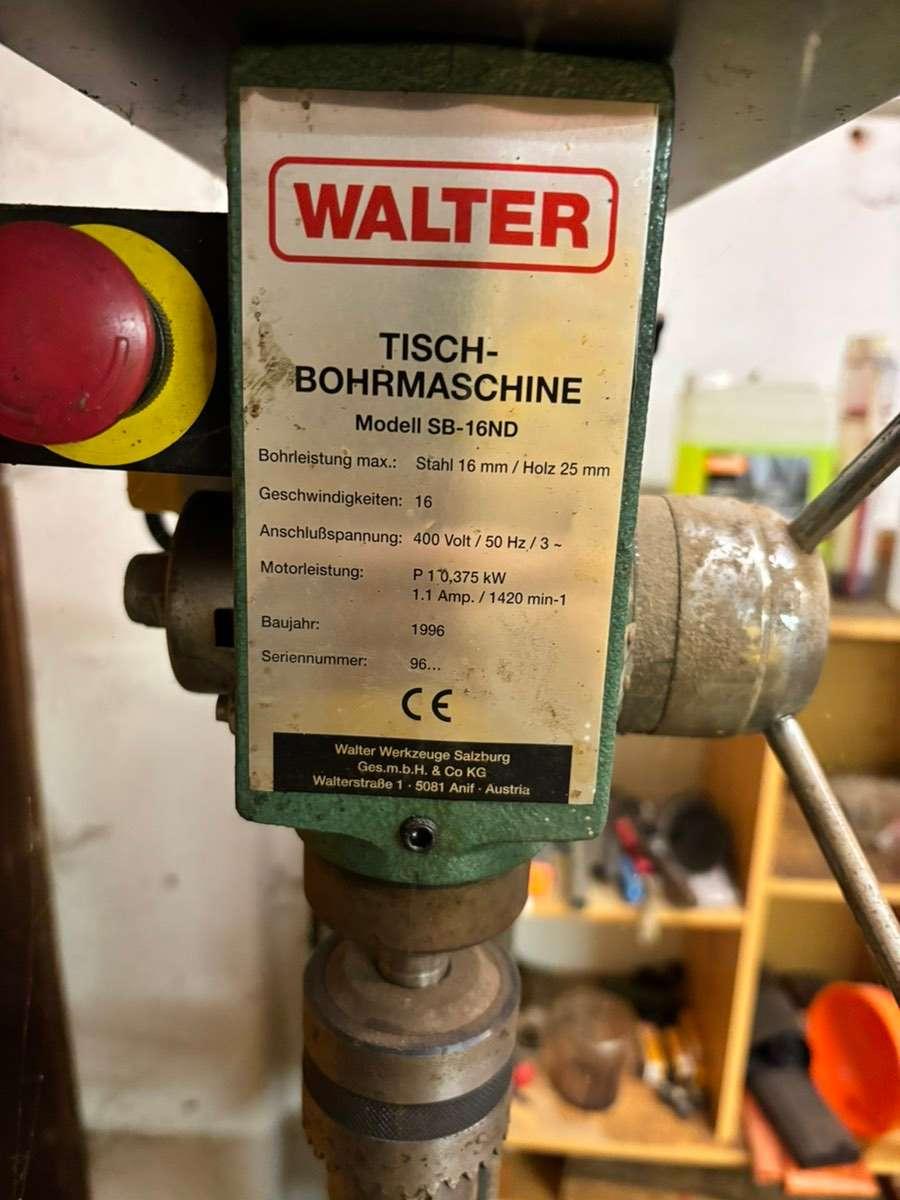 WALTER
TISCH-
BOHRMASCHINE
Modell SB-16ND
Bohrleistung max.: Stahl 16 mm / Holz 25 mm
Geschwindigkeiten: 16
Anschlußspannung: 400 Volt / 50 Hz / 3 ~
Motorleistung: P 1 0,375 kW
1.1 Amp. / 1420 min-1
Baujahr: 1996
Seriennummer: 96...
CE
Walter Werkzeuge Salzburg
Ges.m.b.H. & Co KG
Walterstraße 1 · 5081 Anif · Austria